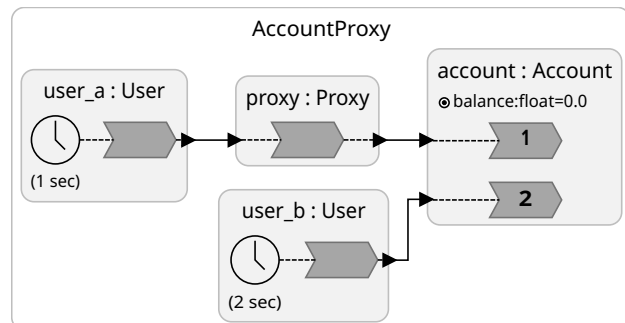 AccountProxy
user_a : User
(1 sec)
proxy : Proxy
account : Account
balance:float=0.0
1
2
user_b : User
(2 sec)